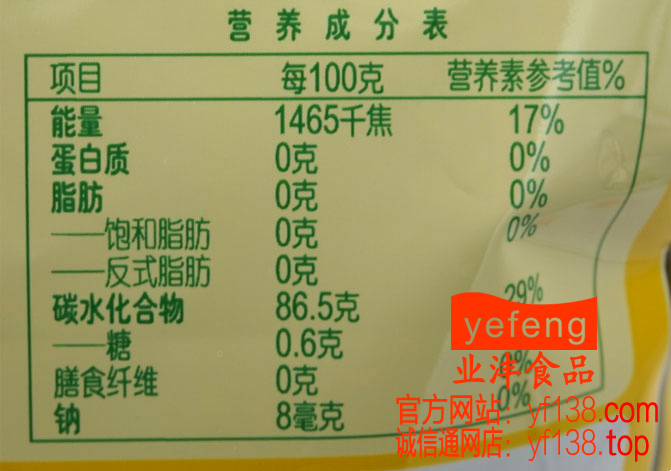 营养成分表
项目 每100克 营养素参考值%
能量 1465千焦 17%
蛋白质 0克 0%
脂肪 0克 0%
——饱和脂肪 0克 0%
——反式脂肪 0克
碳水化合物 86.5克 29%
——糖 0.6克
膳食纤维 0克 0%
钠 8毫克 0%
yefeng
业沣食品
官方网站：yf138.com
诚信通网店：yf138.top